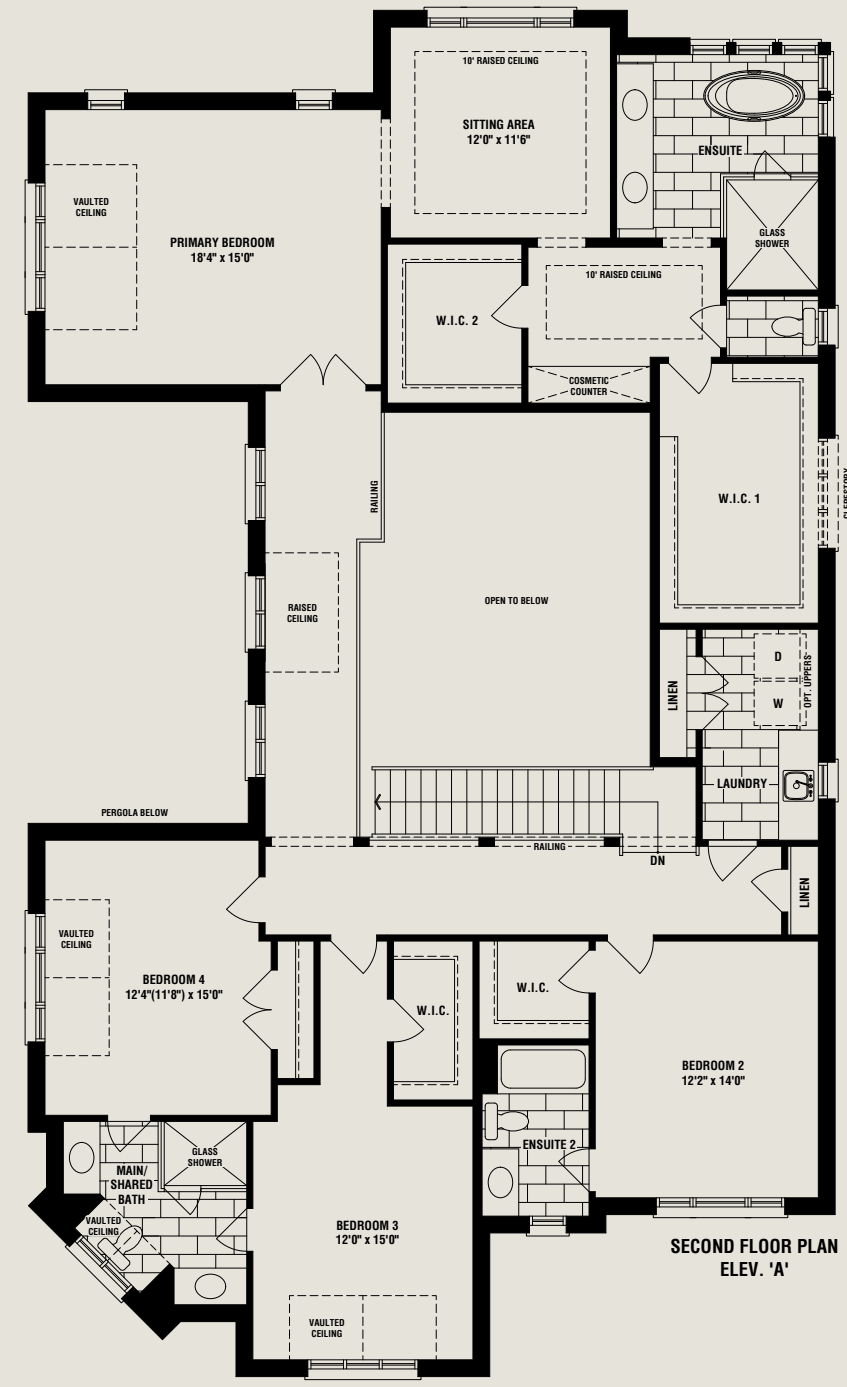 10' RAISED CEILING
SITTING AREA
12'0" x 11'6"
ENSUITE
VAULTED
CEILING
PRIMARY BEDROOM
18'4" x 15'0"
GLASS
SHOWER
10' RAISED CEILING
W.I.C. 2
COSMETIC
COUNTER
RAILING
W.I.C. 1
CLERESTORY
RAISED
CEILING
OPEN TO BELOW
D
W
OPT. UPPERS
LINEN
LAUNDRY
PERGOLA BELOW
RAILING
DN
LINEN
VAULTED
CEILING
BEDROOM 4
12'4"(11'8") x 15'0"
W.I.C.
W.I.C.
BEDROOM 2
12'2" x 14'0"
ENSUITE 2
GLASS
SHOWER
MAIN/
SHARED
BATH
VAULTED
CEILING
BEDROOM 3
12'0" x 15'0"
VAULTED
CEILING
SECOND FLOOR PLAN
ELEV. 'A'